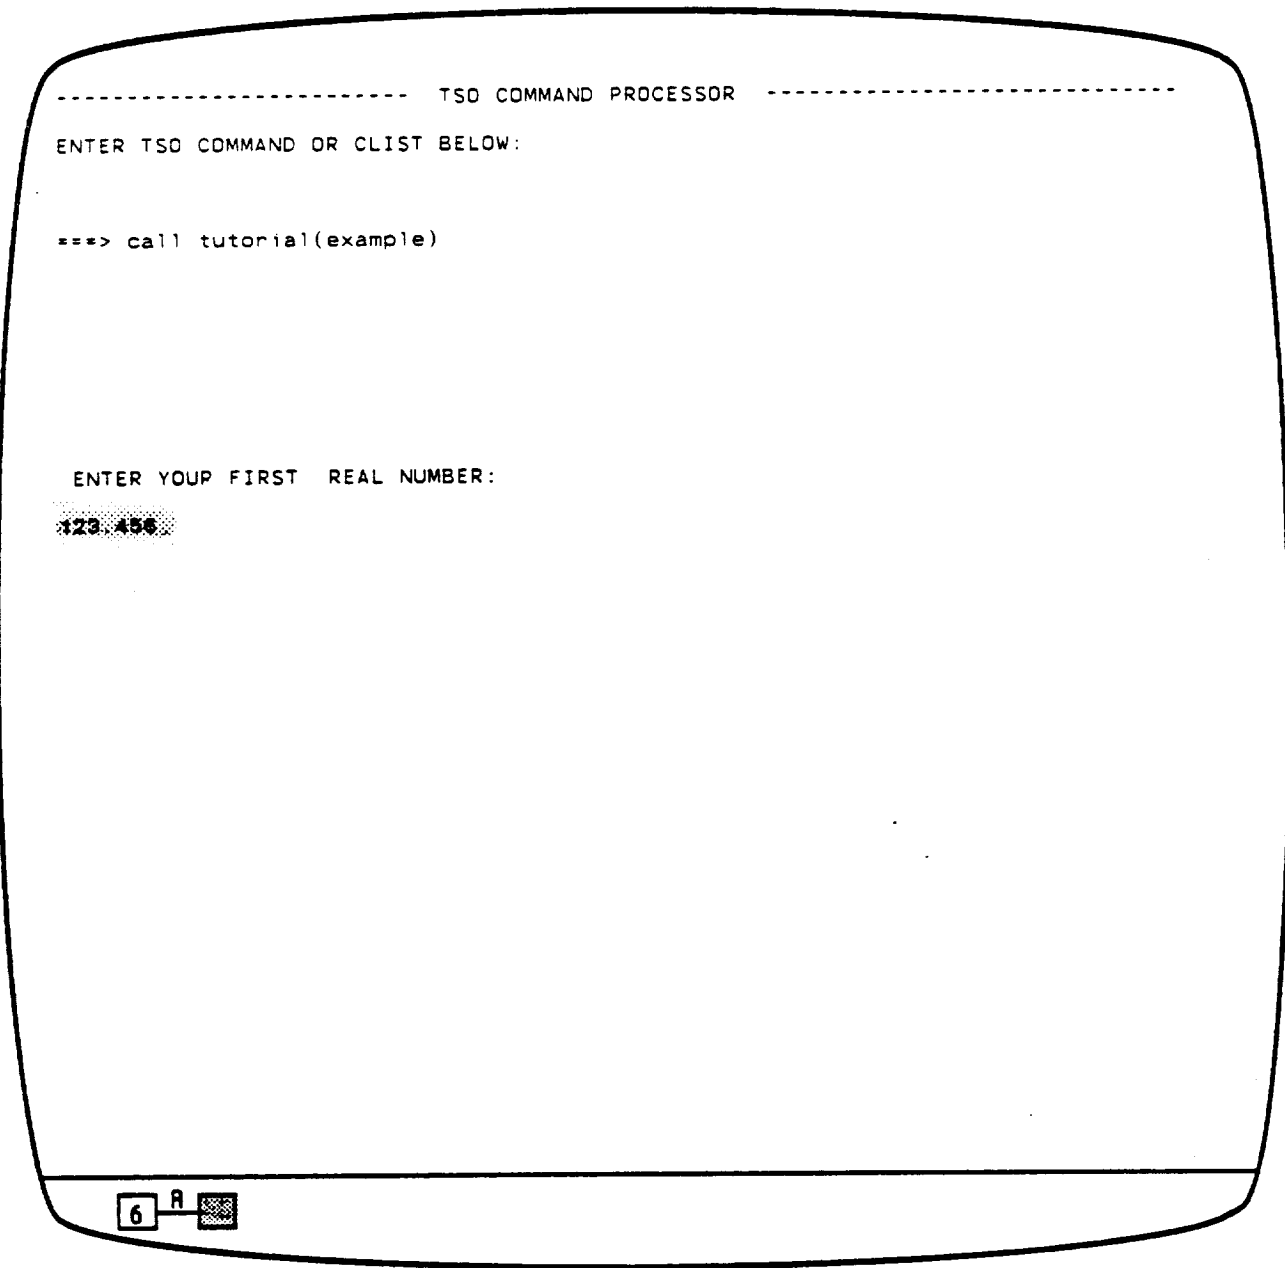 ------------------------- TSO COMMAND PROCESSOR -----------------------------
ENTER TSO COMMAND OR CLIST BELOW:
===> call tutorial(example)
ENTER YOUP FIRST REAL NUMBER:
123.456
6 A